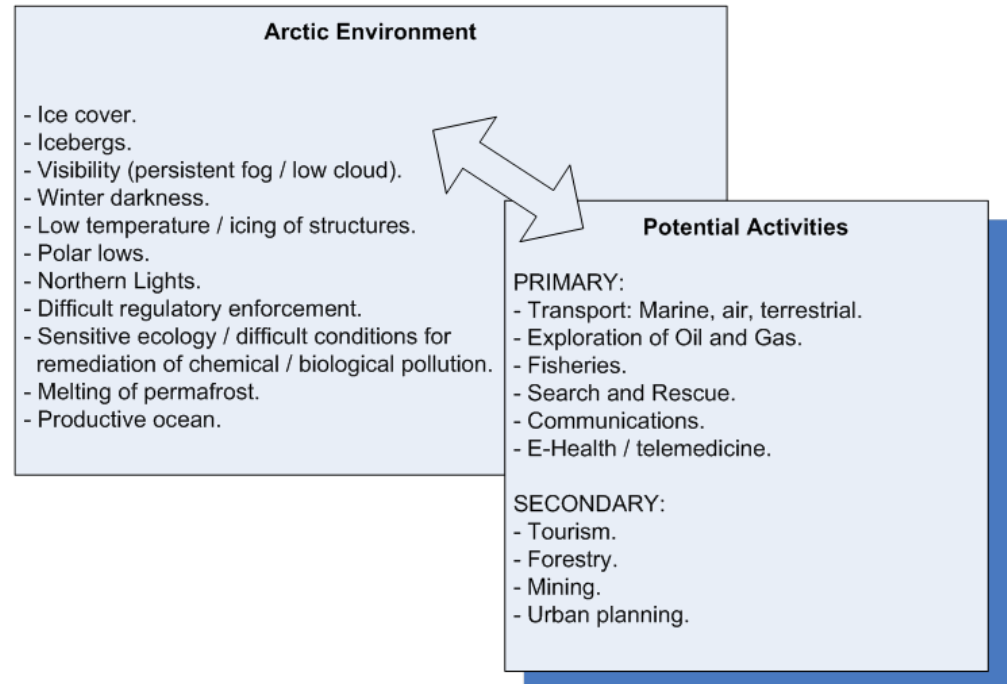 Arctic Environment
- Ice cover.
- Icebergs.
- Visibility (persistent fog / low cloud).
- Winter darkness.
- Low temperature / icing of structures.
- Polar lows.
- Northern Lights.
- Difficult regulatory enforcement.
- Sensitive ecology / difficult conditions for
remediation of chemical / biological pollution.
- Melting of permafrost.
- Productive ocean.
Potential Activities
PRIMARY:
- Transport: Marine, air, terrestrial.
- Exploration of Oil and Gas.
- Fisheries.
- Search and Rescue.
- Communications.
- E-Health / telemedicine.
SECONDARY:
- Tourism.
- Forestry.
- Mining.
- Urban planning.